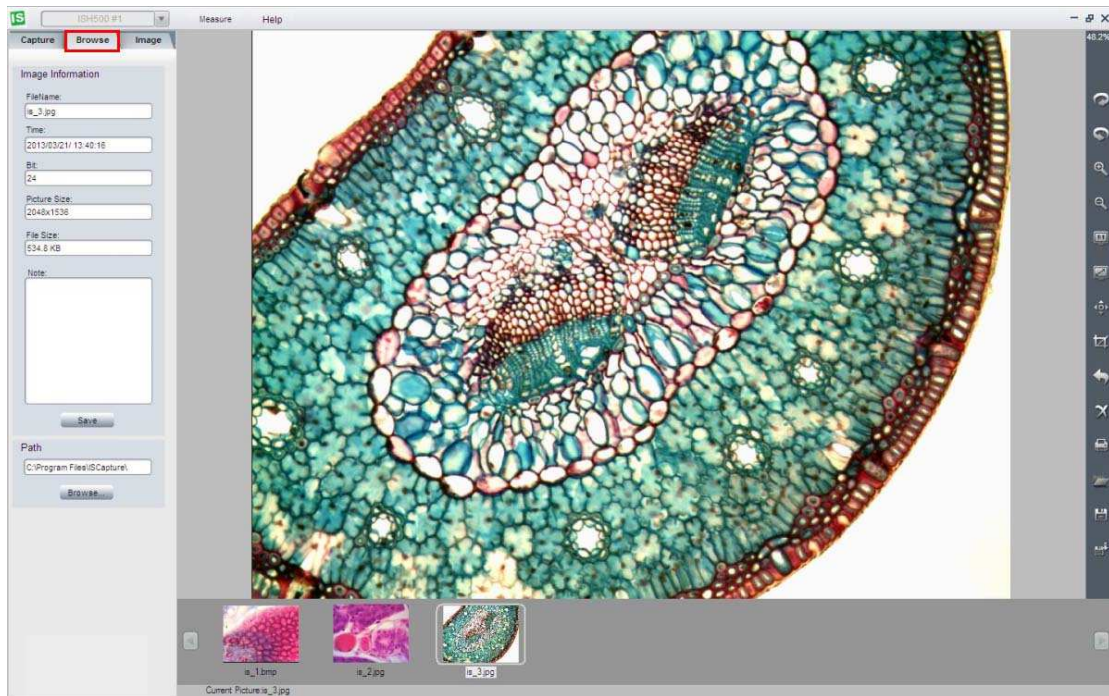 IS
ISH500 #1
Measure
Help
Capture
Browse
Image
48.2%
Image Information
FileName:
is_3.jpg
Time:
2013/03/21/ 13:40:16
Bit:
24
Picture Size:
2048x1536
File Size:
534.8 KB
Note:
Save
Path
C:\Program Files\ISCapture\
Browse...
is_1.bmp
is_2.jpg
is_3.jpg
Current Picture:is_3.jpg